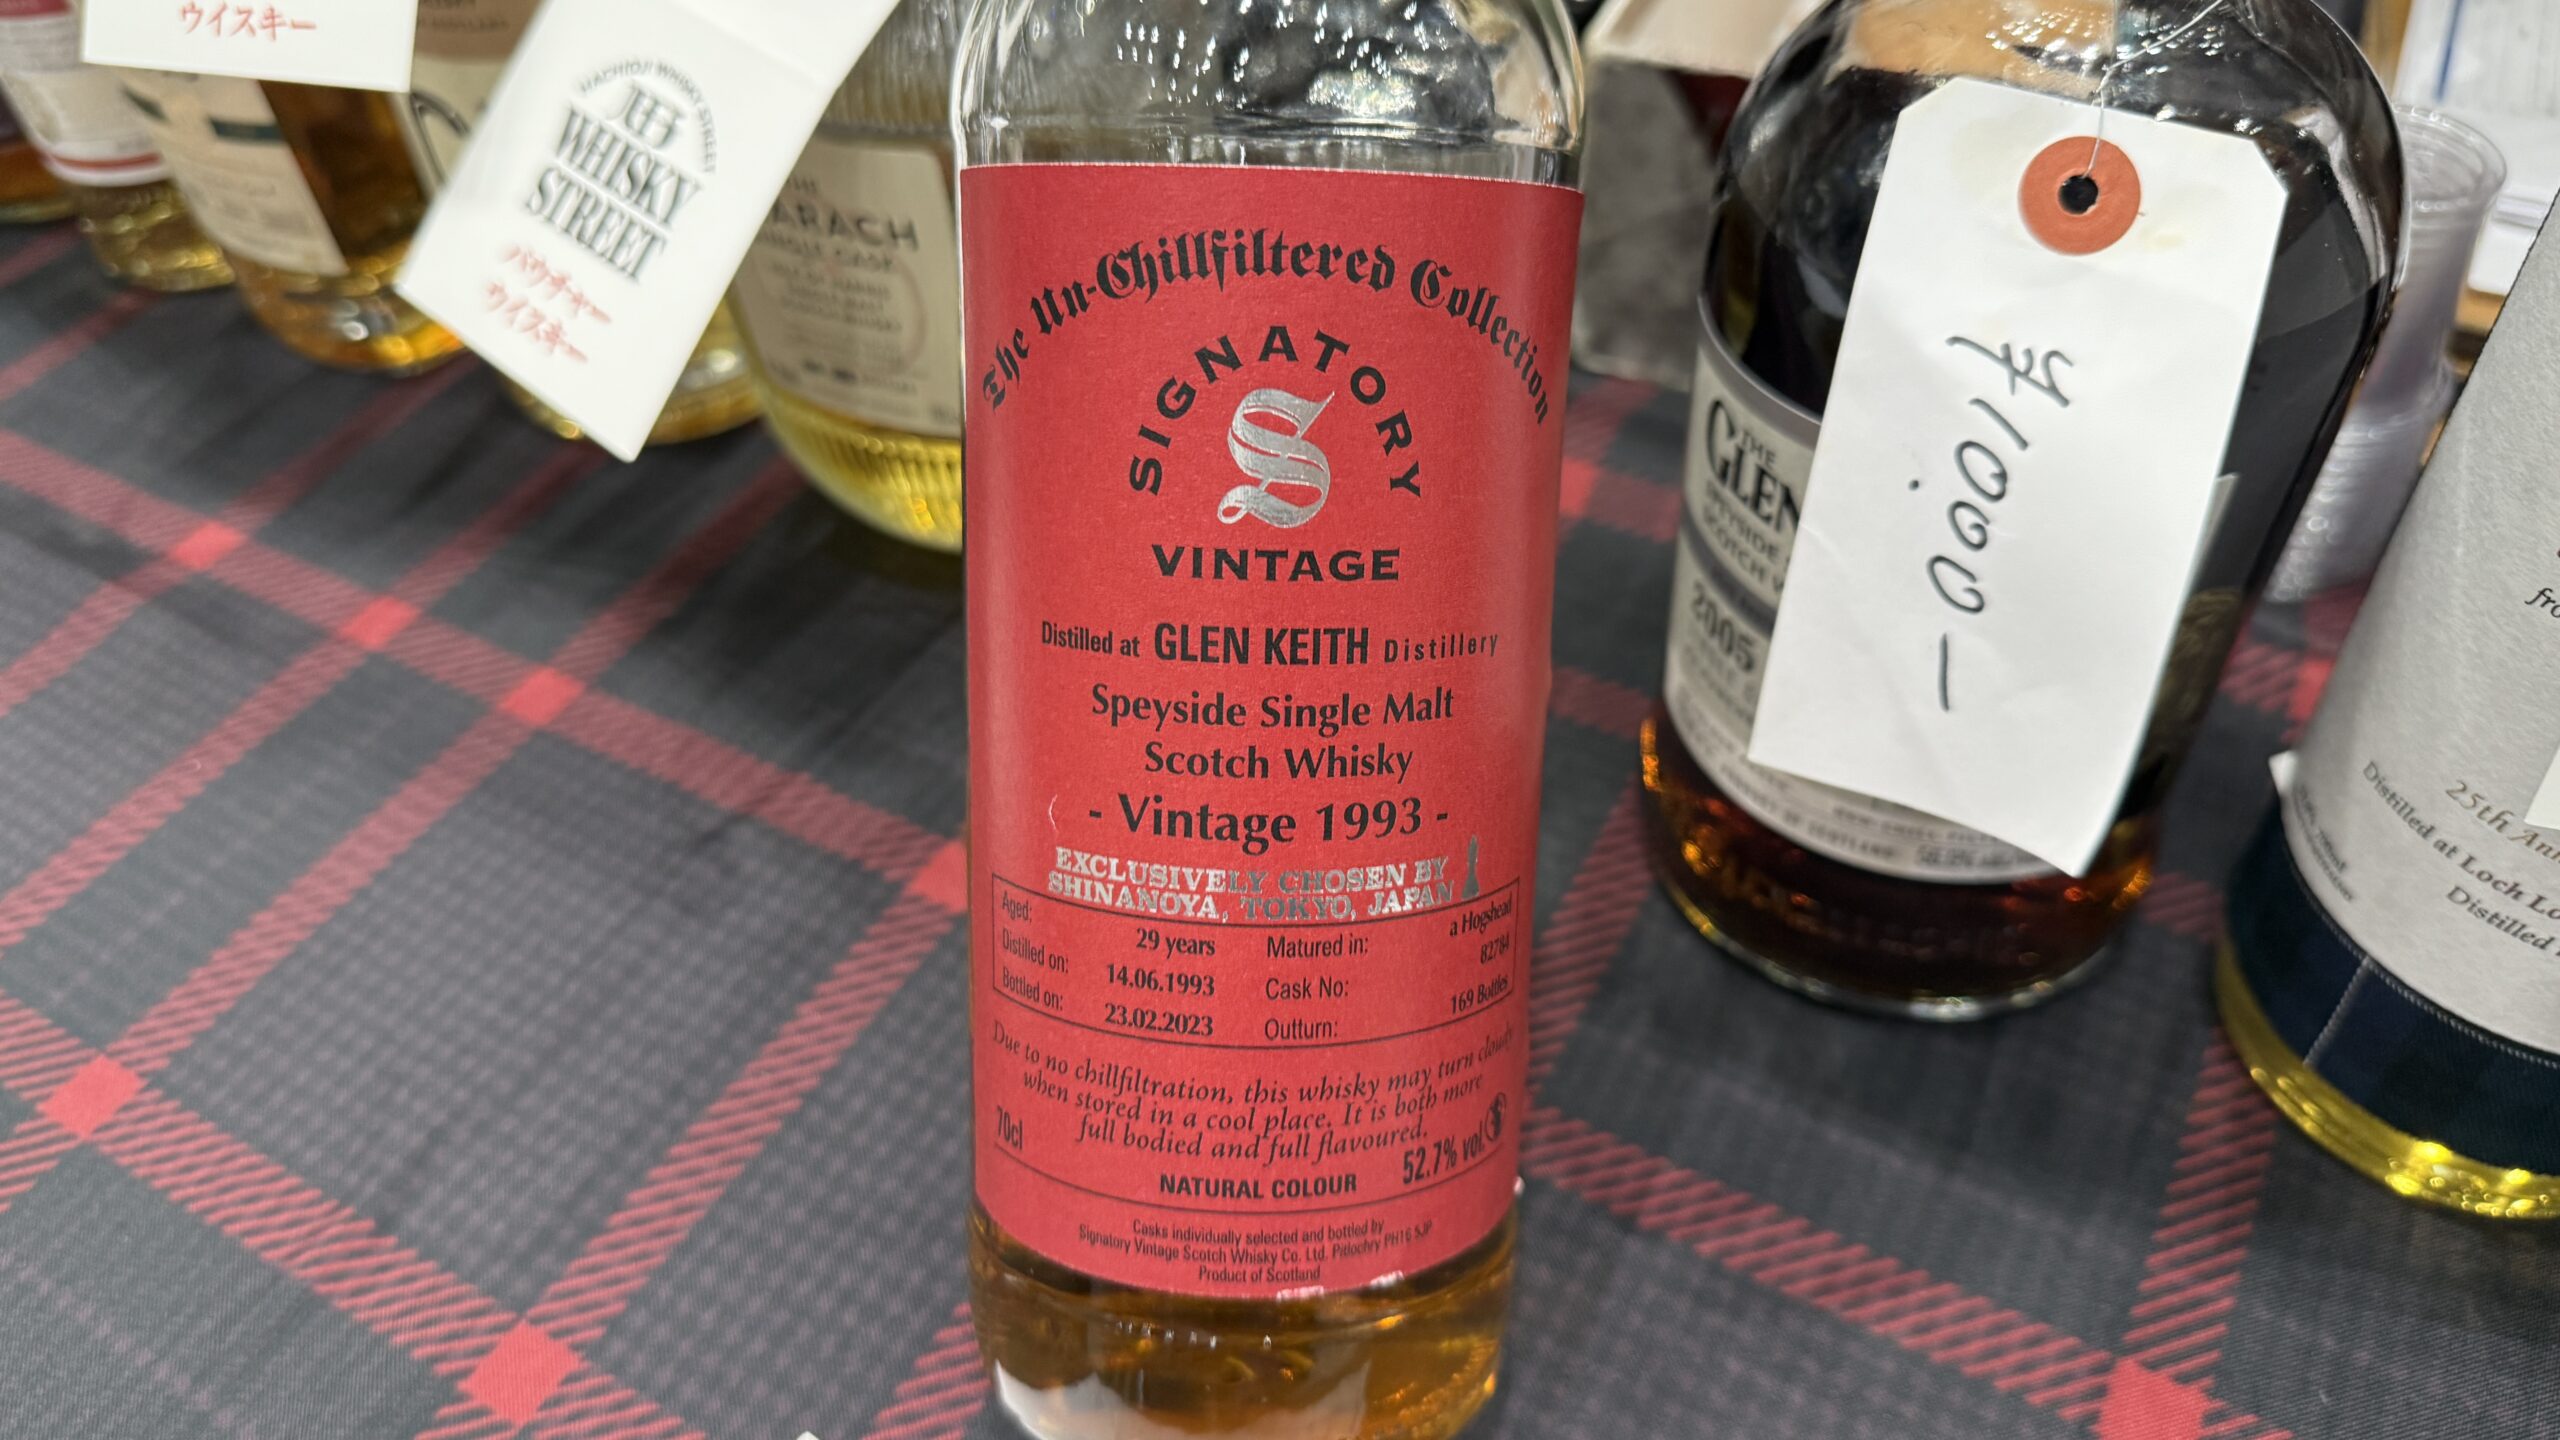 ウイスキー
HACHIOJI WHISKY STREET
WHISKY
STREET
バウチャー
ウイスキー
The Un-Chillfiltered Collection
SIGNATORY
S
VINTAGE
Distilled at GLEN KEITH Distillery
Speyside Single Malt
Scotch Whisky
- Vintage 1993 -
EXCLUSIVELY CHOSEN BY
SHINANOYA, TOKYO, JAPAN
Aged: 29 years
Distilled on: 14.06.1993
Bottled on: 23.02.2023
Matured in: a Hogshead
Cask No: 82784
Outturn: 169 Bottles
Due to no chillfiltration, this whisky may turn cloudy
when stored in a cool place. It is both more
full bodied and full flavoured.
70cl
52.7% vol
NATURAL COLOUR
Casks individually selected and bottled by
Signatory Vintage Scotch Whisky Co. Ltd. Pitlochry PH16 5JP
Product of Scotland
THE
GLEN
SPEYSIDE
SCOTCH
2005
¥1000-
25th
Distilled at Loch
Distilled